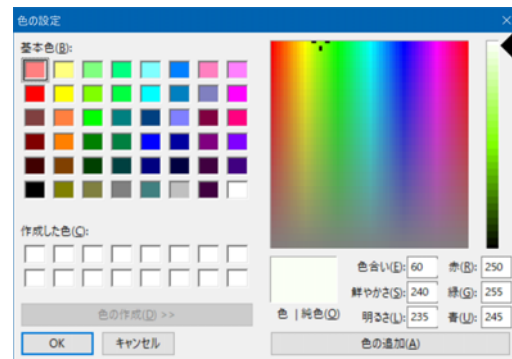 色の設定
基本色(B):
作成した色(C):
色の作成(D) >>
OK キャンセル
色 | 純色(O)
色合い(E): 60 赤(R): 250
鮮やかさ(S): 240 緑(G): 255
明るさ(L): 235 青(U): 245
色の追加(A)